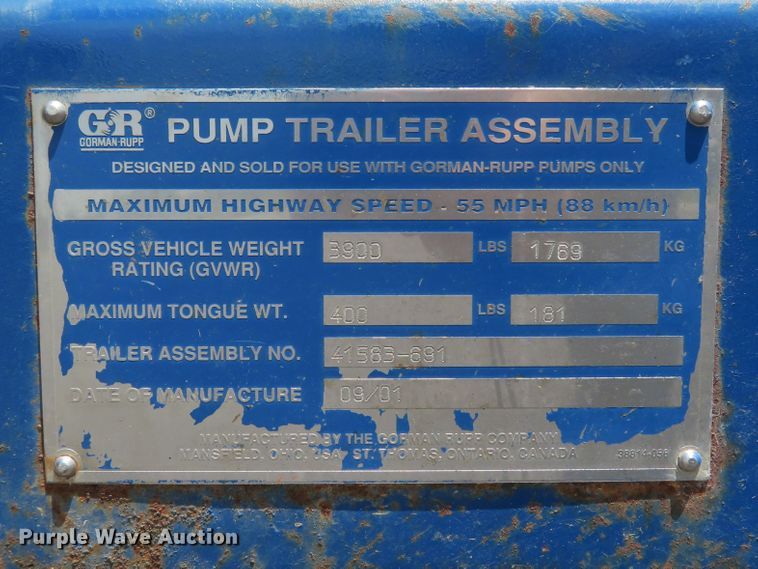 GR®
GORMAN-RUPP
PUMP TRAILER ASSEMBLY
DESIGNED AND SOLD FOR USE WITH GORMAN-RUPP PUMPS ONLY
MAXIMUM HIGHWAY SPEED - 55 MPH (88 km/h)
GROSS VEHICLE WEIGHT RATING (GVWR) 3900 LBS 1769 KG
MAXIMUM TONGUE WT. 400 LBS 181 KG
TRAILER ASSEMBLY NO. 41583-691
DATE OF MANUFACTURE 09/01
MANUFACTURED BY THE GORMAN RUPP COMPANY
MANSFIELD, OHIO, USA ST. THOMAS, ONTARIO, CANADA
Purple Wave Auction